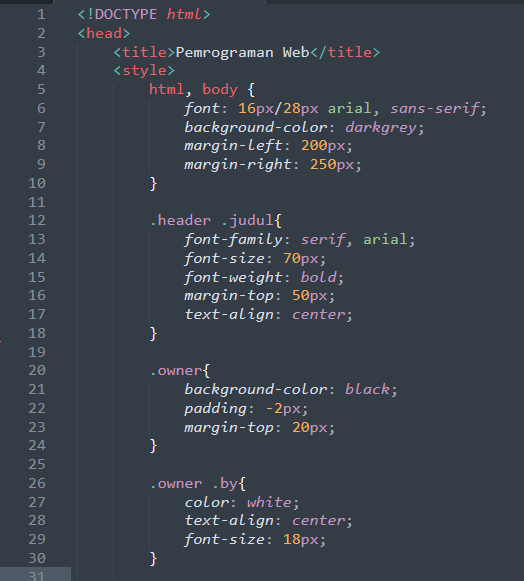 1 <!DOCTYPE html>
2 <head>
3     <title>Pemrograman Web</title>
4     <style>
5         html, body {
6             font: 16px/28px arial, sans-serif;
7             background-color: darkgrey;
8             margin-left: 200px;
9             margin-right: 250px;
10         }
11
12         .header .judul{
13             font-family: serif, arial;
14             font-size: 70px;
15             font-weight: bold;
16             margin-top: 50px;
17             text-align: center;
18         }
19
20         .owner{
21             background-color: black;
22             padding: -2px;
23             margin-top: 20px;
24         }
25
26         .owner .by{
27             color: white;
28             text-align: center;
29             font-size: 18px;
30         }
31